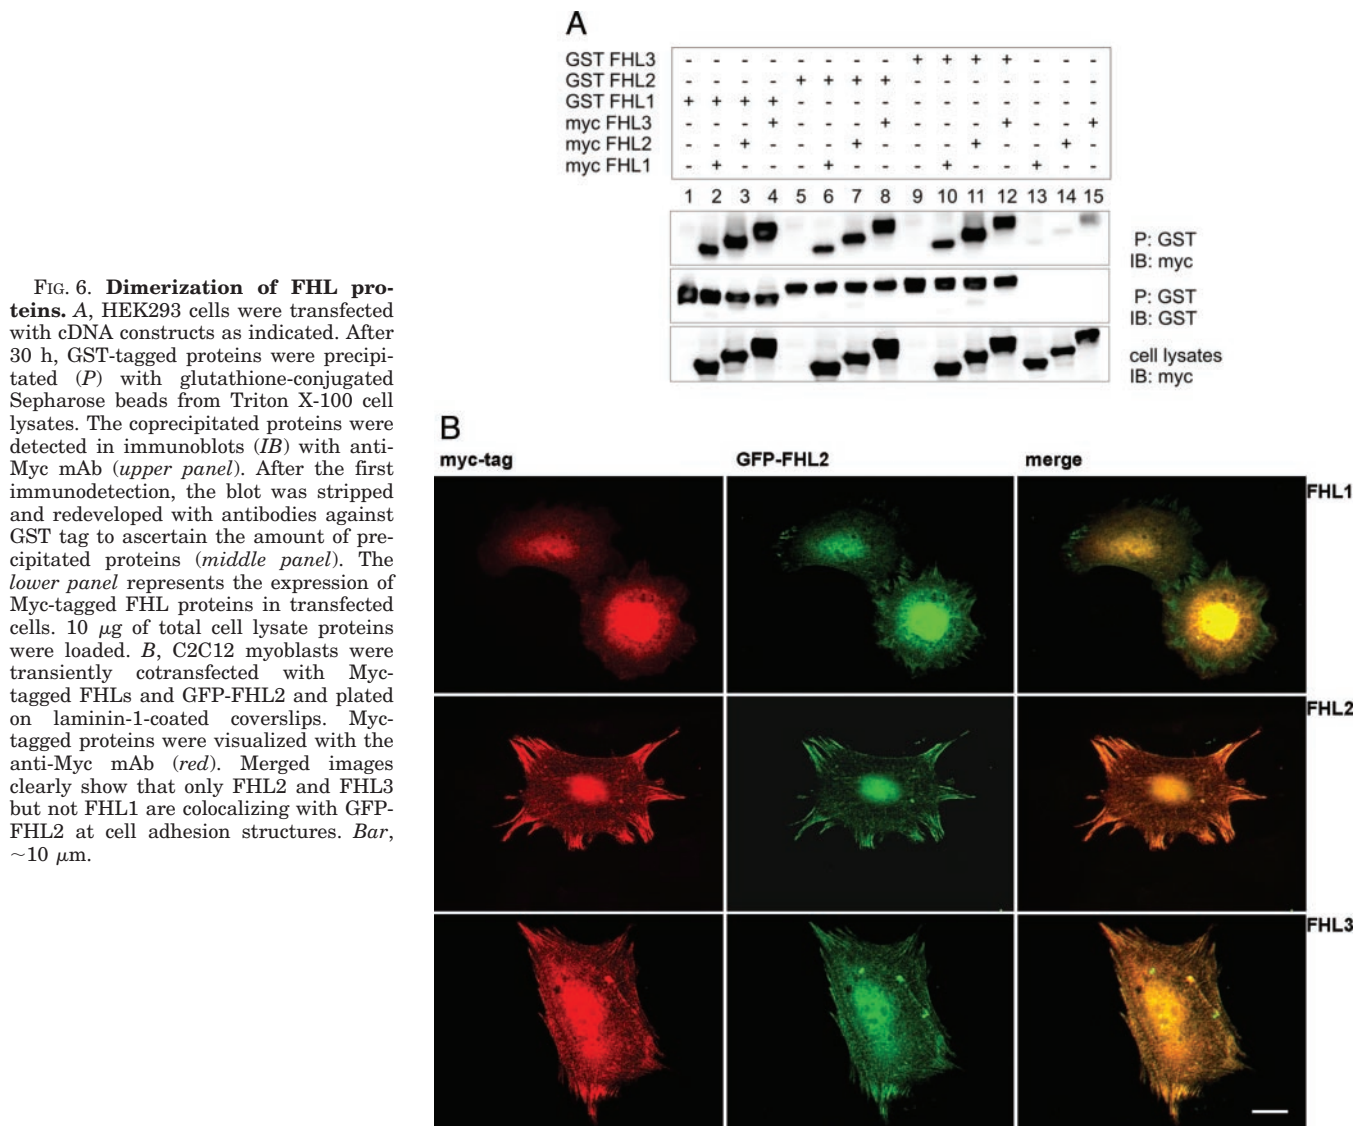 A
GST FHL3 - - - - - - - - + + + + - - -
GST FHL2 - - - - + + + + - - - - - - -
GST FHL1 + + + + - - - - - - - - - - -
myc FHL3 - - - + - - - + - - - + - - +
myc FHL2 - - + - - - + - - - + - - + -
myc FHL1 - + - - - + - - - + - - + - -
1 2 3 4 5 6 7 8 9 10 11 12 13 14 15
P: GST
IB: myc
P: GST
IB: GST
cell lysates
IB: myc
FIG. 6. Dimerization of FHL pro-
teins. A, HEK293 cells were transfected
with cDNA constructs as indicated. After
30 h, GST-tagged proteins were precipi-
tated (P) with glutathione-conjugated
Sepharose beads from Triton X-100 cell
lysates. The coprecipitated proteins were
detected in immunoblots (IB) with anti-
Myc mAb (upper panel). After the first
immunodetection, the blot was stripped
and redeveloped with antibodies against
GST tag to ascertain the amount of pre-
cipitated proteins (middle panel). The
lower panel represents the expression of
Myc-tagged FHL proteins in transfected
cells. 10 μg of total cell lysate proteins
were loaded. B, C2C12 myoblasts were
transiently cotransfected with Myc-
tagged FHLs and GFP-FHL2 and plated
on laminin-1-coated coverslips. Myc-
tagged proteins were visualized with the
anti-Myc mAb (red). Merged images
clearly show that only FHL2 and FHL3
but not FHL1 are colocalizing with GFP-
FHL2 at cell adhesion structures. Bar,
~10 μm.
B
myc-tag GFP-FHL2 merge
FHL1
FHL2
FHL3